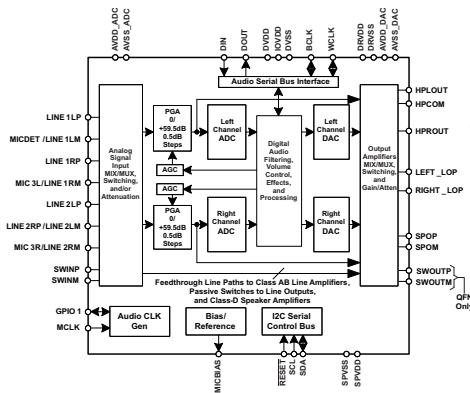 AVDD_ADC
AVSS_ADC
DIN
DOUT
DVDD
IOVDD
DVSS
BCLK
WCLK
DRVDD
DRVSS
AVDD_DAC
AVSS_DAC
Audio Serial Bus Interface
LINE 1LP
MICDET /LINE 1LM
LINE 1RP
MIC 3L/LINE 1RM
LINE 2LP
LINE 2RP /LINE 2LM
MIC 3R/LINE 2RM
SWINP
SWINM
GPIO 1
MCLK
Analog
Signal
Input
MIX/MUX,
Switching,
and/or
Attenuation
PGA
0/
+59.5dB
0.5dB
Steps
AGC
AGC
PGA
0/
+59.5dB
0.5dB
Steps
Left
Channel
ADC
Right
Channel
ADC
Digital
Audio
Filtering,
Volume
Control,
Effects,
and
Processing
Left
Channel
DAC
Right
Channel
DAC
Output
Amplifiers
MIX/MUX,
Switching,
and
Gain/Atten
HPLOUT
HPCOM
HPROUT
LEFT _LOP
RIGHT _LOP
SPOP
SPOM
SWOUTP
SWOUTM
QFN
Only
Feedthrough Line Paths to Class AB Line Amplifiers,
Passive Switches to Line Outputs,
and Class-D Speaker Amplifiers
Audio CLK
Gen
Bias/
Reference
I2C Serial
Control Bus
MICBIAS
RESET
SCL
SDA
SPVSS
SPVDD